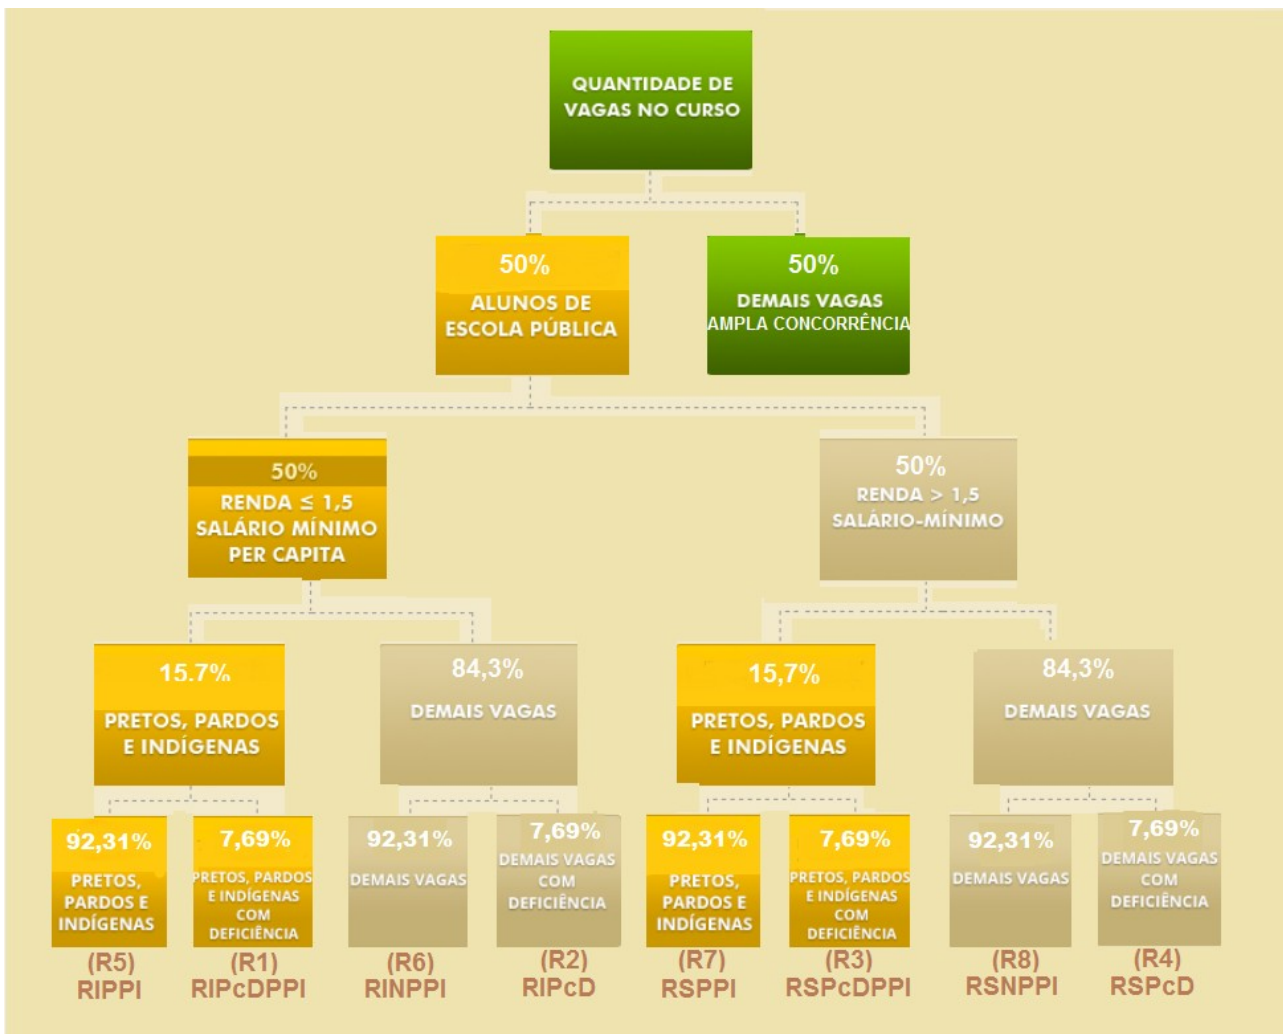 QUANTIDADE DE
VAGAS NO CURSO
50%
ALUNOS DE
ESCOLA PÚBLICA
50%
DEMAIS VAGAS
AMPLA CONCORRÊNCIA
50%
RENDA ≤ 1,5
SALÁRIO MÍNIMO
PER CAPITA
50%
RENDA > 1,5
SALÁRIO-MÍNIMO
15.7%
PRETOS, PARDOS
E INDÍGENAS
84,3%
DEMAIS VAGAS
15,7%
PRETOS, PARDOS
E INDÍGENAS
84,3%
DEMAIS VAGAS
92,31%
PRETOS,
PARDOS E
INDÍGENAS
(R5)
RIPPI
7,69%
PRETOS, PARDOS
E INDÍGENAS
COM
DEFICIÊNCIA
(R1)
RIPcDPPI
92,31%
DEMAIS VAGAS
(R6)
RINPPI
7,69%
DEMAIS VAGAS
COM
DEFICIÊNCIA
(R2)
RIPcD
92,31%
PRETOS,
PARDOS E
INDÍGENAS
(R7)
RSPPI
7,69%
PRETOS, PARDOS
E INDÍGENAS
COM
DEFICIÊNCIA
(R3)
RSPcDPPI
92,31%
DEMAIS VAGAS
(R8)
RSNPPI
7,69%
DEMAIS VAGAS
COM
DEFICIÊNCIA
(R4)
RSPcD